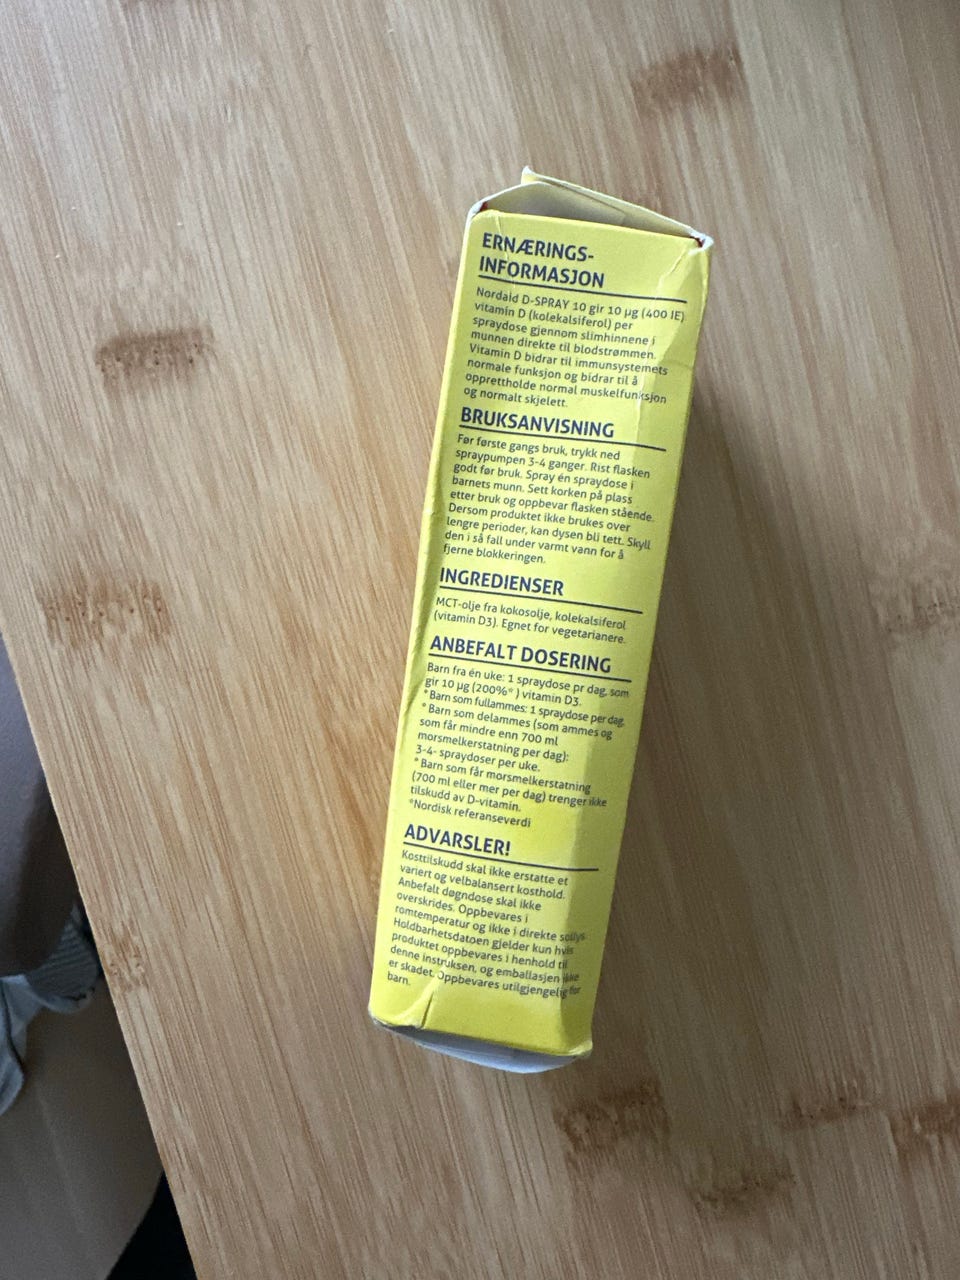 ERNÆRINGS-
INFORMASJON
Nordaid D-SPRAY 10 gir 10 µg (400 IE)
vitamin D (kolekalsiferol) per
spraydose gjennom slimhinnene i
munnen direkte til blodstrømmen.
Vitamin D bidrar til immunsystemets
normale funksjon og bidrar til å
opprettholde normal muskelfunksjon
og normalt skjelett.
BRUKSANVISNING
Før første gangs bruk, trykk ned
spraypumpen 3-4 ganger. Rist flasken
godt før bruk. Spray én spraydose i
barnets munn. Sett korken på plass
etter bruk og oppbevar flasken stående.
Dersom produktet ikke brukes over
lengre perioder, kan dysen bli tett. Skyll
den i så fall under varmt vann for å
fjerne blokkeringen.
INGREDIENSER
MCT-olje fra kokosolje, kolekalsiferol
(vitamin D3). Egnet for vegetarianere.
ANBEFALT DOSERING
Barn fra én uke: 1 spraydose pr dag, som
gir 10 µg (200%*) vitamin D3.
* Barn som fullammes: 1 spraydose per dag.
* Barn som delammes (som ammes og
som får mindre enn 700 ml
morsmelkerstatning per dag):
3-4- spraydoser per uke.
* Barn som får morsmelkerstatning
(700 ml eller mer per dag) trenger ikke
tilskudd av D-vitamin.
*Nordisk referanseverdi
ADVARSLER!
Kosttilskudd skal ikke erstatte et
variert og velbalansert kosthold.
Anbefalt døgndose skal ikke
overskrides. Oppbevares i
romtemperatur og ikke i direkte sollys
Holdbarhetsdatoen gjelder kun hvis
produktet oppbevares i henhold til
denne instruksen, og emballasjen ikke
er skadet. Oppbevares utilgjengelig for
barn.